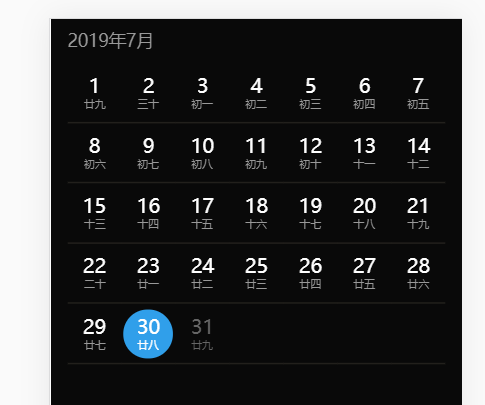 2019年7月
1 2 3 4 5 6 7
廿九 三十 初一 初二 初三 初四 初五
8 9 10 11 12 13 14
初六 初七 初八 初九 初十 十一 十二
15 16 17 18 19 20 21
十三 十四 十五 十六 十七 十八 十九
22 23 24 25 26 27 28
二十 廿一 廿二 廿三 廿四 廿五 廿六
29 30 31
廿七 廿八 廿九